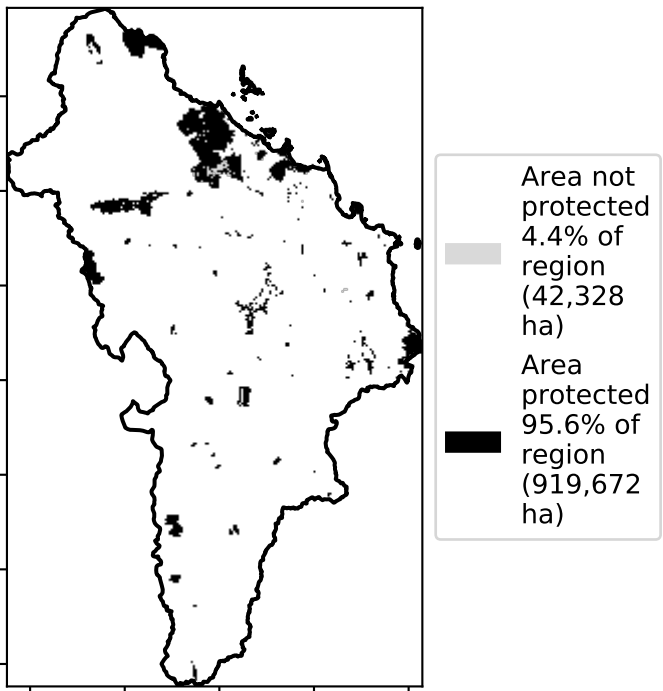 Area not
protected
4.4% of
region
(42,328
ha)
Area
protected
95.6% of
region
(919,672
ha)